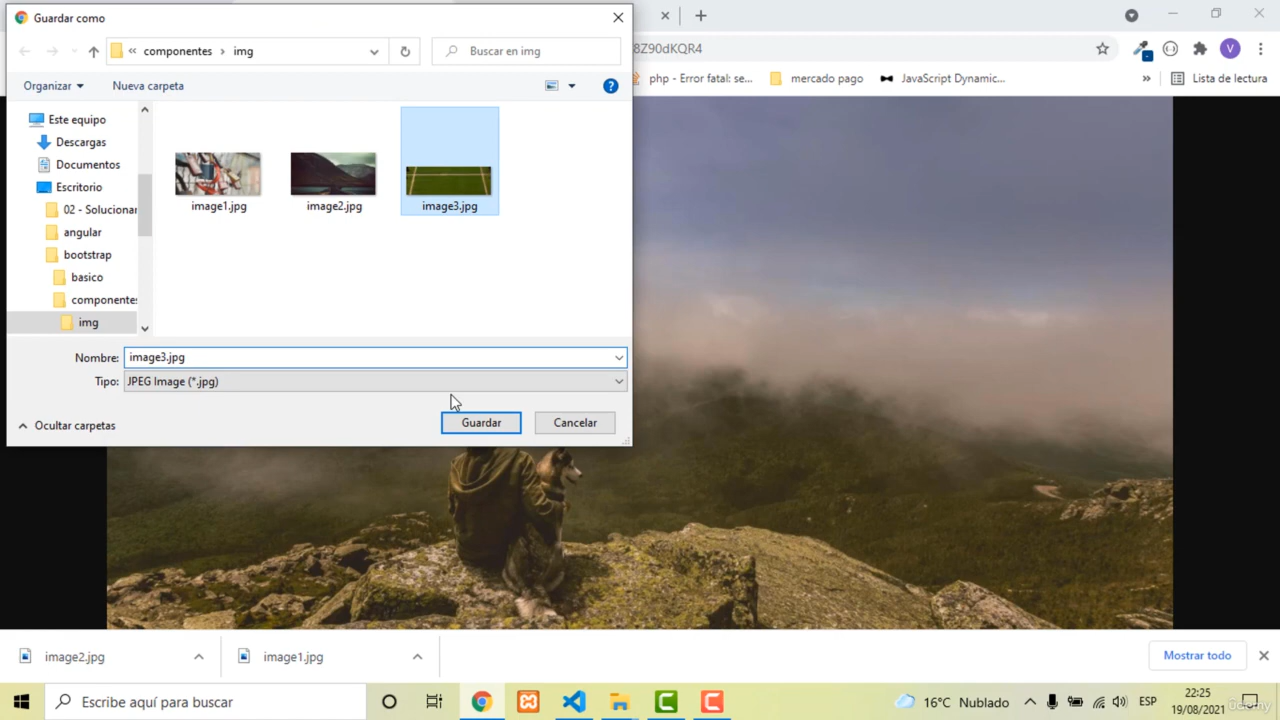 Guardar como
8Z90dKQR4
componentes
img
Buscar en img
Organizar
Nueva carpeta
php - Error fatal: se...
mercado pago
JavaScript Dynamic...
»
Lista de lectura
V
Este equipo
Descargas
Documentos
Escritorio
02 - Solucionar
angular
bootstrap
basico
componentes
img
image1.jpg
image2.jpg
image3.jpg
Nombre:
image3.jpg
Tipo:
JPEG Image (*.jpg)
Ocultar carpetas
Guardar
Cancelar
image2.jpg
image1.jpg
Mostrar todo
Escribe aquí para buscar
16°C Nublado
ESP
22:25
19/08/2021
ûdemy